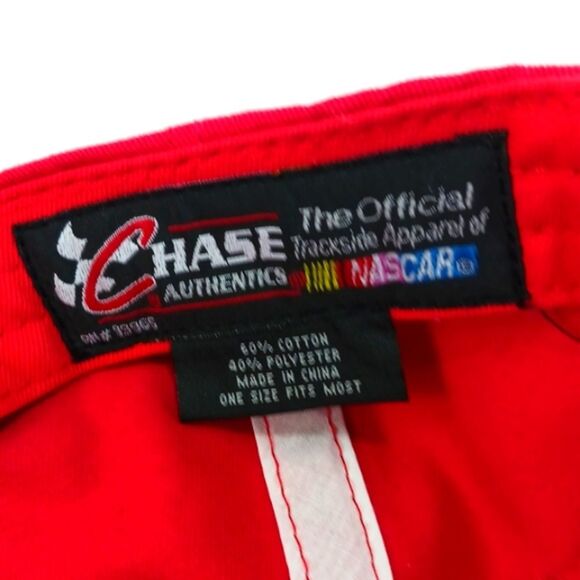 CHASE
AUTHENTICS
The Official
Trackside Apparel of
NASCAR®
60% COTTON
40% POLYESTER
MADE IN CHINA
ONE SIZE FITS MOST